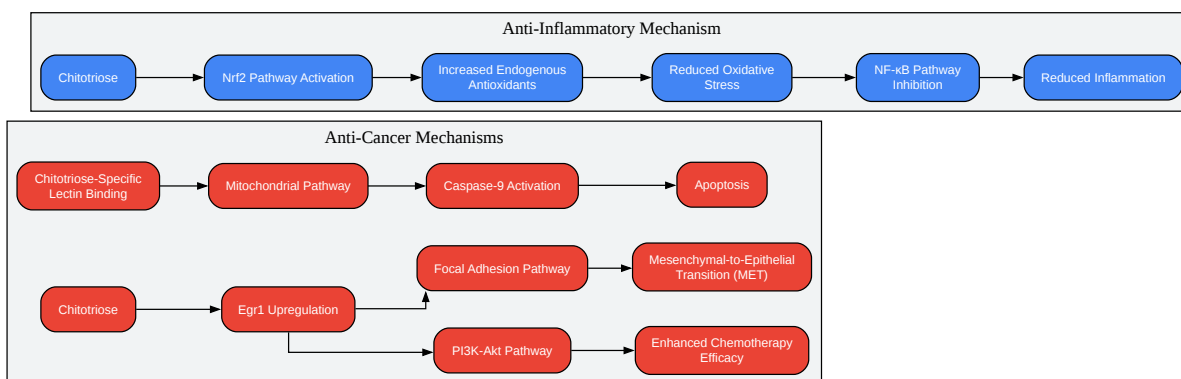 Anti-Inflammatory Mechanism
Chitotriose
Nrf2 Pathway Activation
Increased Endogenous
Antioxidants
Reduced Oxidative
Stress
NF-κB Pathway
Inhibition
Reduced Inflammation
Anti-Cancer Mechanisms
Chitotriose-Specific
Lectin Binding
Mitochondrial Pathway
Caspase-9 Activation
Apoptosis
Chitotriose
Egr1 Upregulation
Focal Adhesion Pathway
Mesenchymal-to-Epithelial
Transition (MET)
PI3K-Akt Pathway
Enhanced Chemotherapy
Efficacy